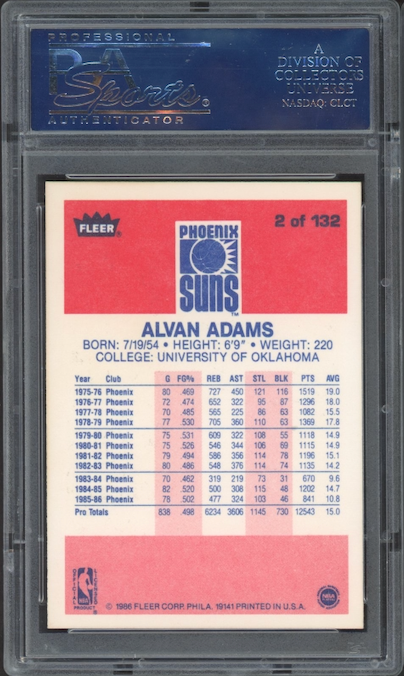 PROFESSIONAL
PSA
Sports®
AUTHENTICATOR
A
DIVISION OF
COLLECTORS
UNIVERSE
NASDAQ: CLCT
FLEER®
PHOENIX
SUNS™
2 of 132
ALVAN ADAMS
BORN: 7/19/54 • HEIGHT: 6'9" • WEIGHT: 220
COLLEGE: UNIVERSITY OF OKLAHOMA
Year Club G FG% REB AST STL BLK PTS AVG
1975-76 Phoenix 80 .469 727 450 121 116 1519 19.0
1976-77 Phoenix 72 .474 652 322 95 87 1296 18.0
1977-78 Phoenix 70 .485 565 225 86 63 1082 15.5
1978-79 Phoenix 77 .530 705 360 110 63 1369 17.8
1979-80 Phoenix 75 .531 609 322 108 55 1118 14.9
1980-81 Phoenix 75 .526 546 344 106 69 1115 14.9
1981-82 Phoenix 79 .494 586 356 114 78 1196 15.1
1982-83 Phoenix 80 .486 548 376 114 74 1135 14.2
1983-84 Phoenix 70 .462 319 219 73 31 670 9.6
1984-85 Phoenix 82 .520 500 308 115 48 1202 14.7
1985-86 Phoenix 78 .502 477 324 103 46 841 10.8
Pro Totals 838 .498 6234 3606 1145 730 12543 15.0
OFFICIAL
NBA
PRODUCT
© 1986 FLEER CORP. PHILA. 19141 PRINTED IN U.S.A.
NBA